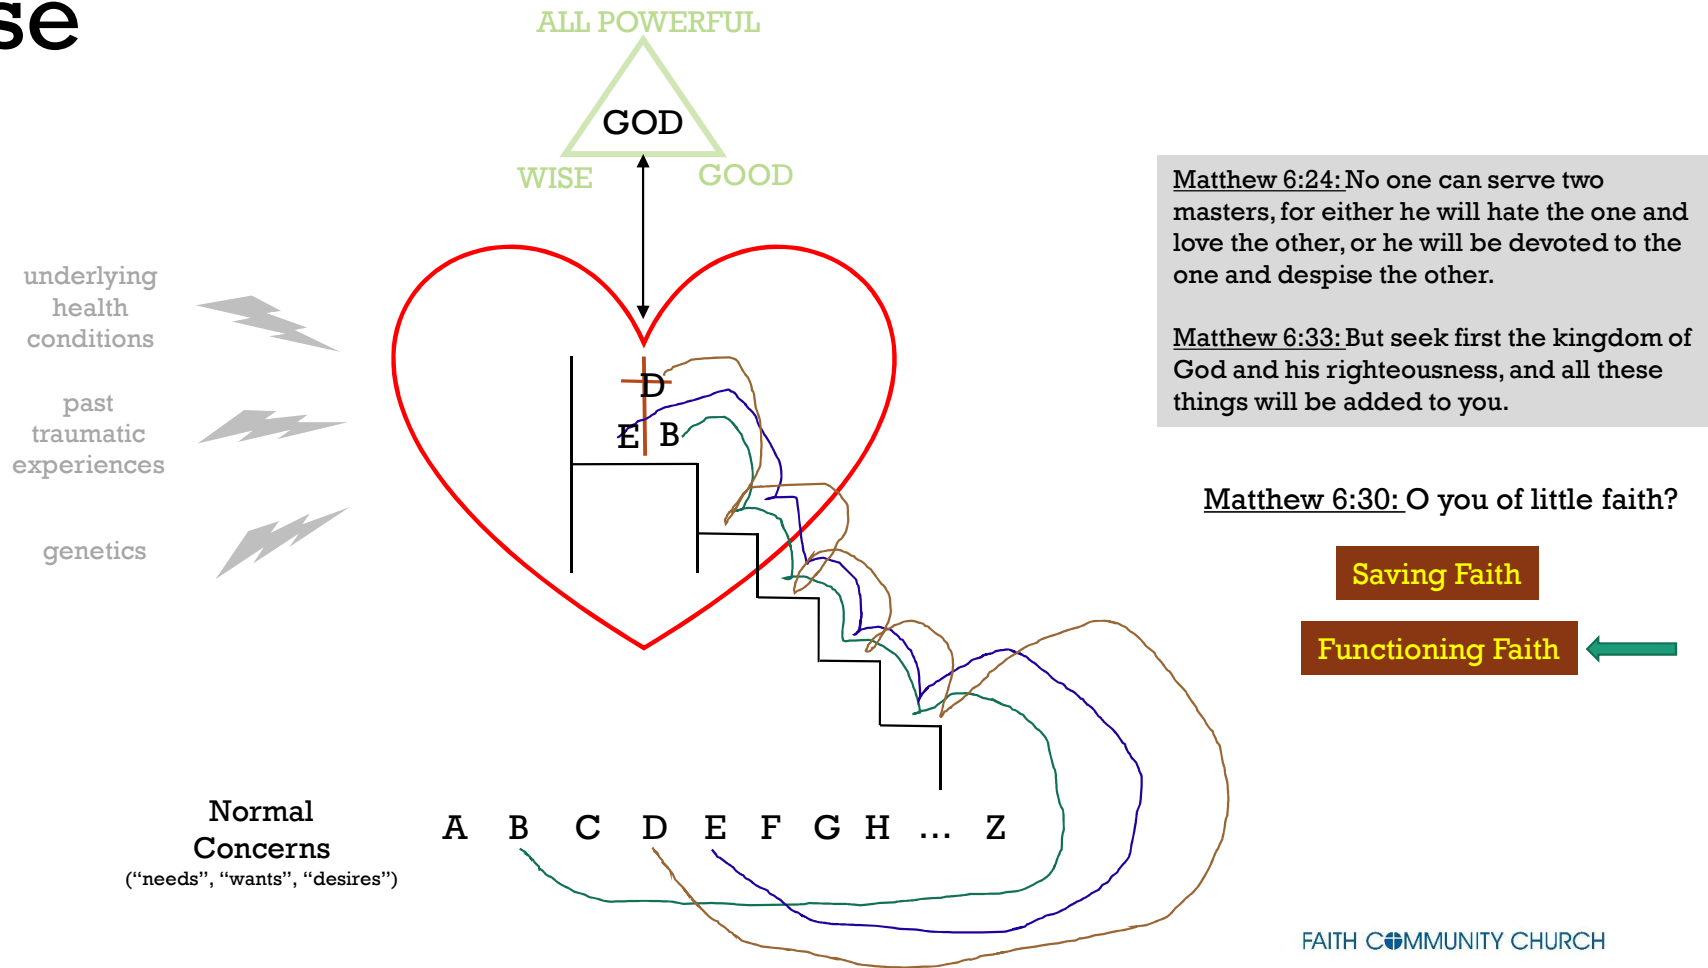 se
ALL POWERFUL
GOD
WISE
GOOD
underlying
health
conditions
past
traumatic
experiences
genetics
D
E B
Matthew 6:24: No one can serve two
masters, for either he will hate the one and
love the other, or he will be devoted to the
one and despise the other.
Matthew 6:33: But seek first the kingdom of
God and his righteousness, and all these
things will be added to you.
Matthew 6:30: O you of little faith?
Saving Faith
Functioning Faith
Normal
Concerns
(“needs”, “wants”, “desires”)
A B C D E F G H … Z
FAITH COMMUNITY CHURCH